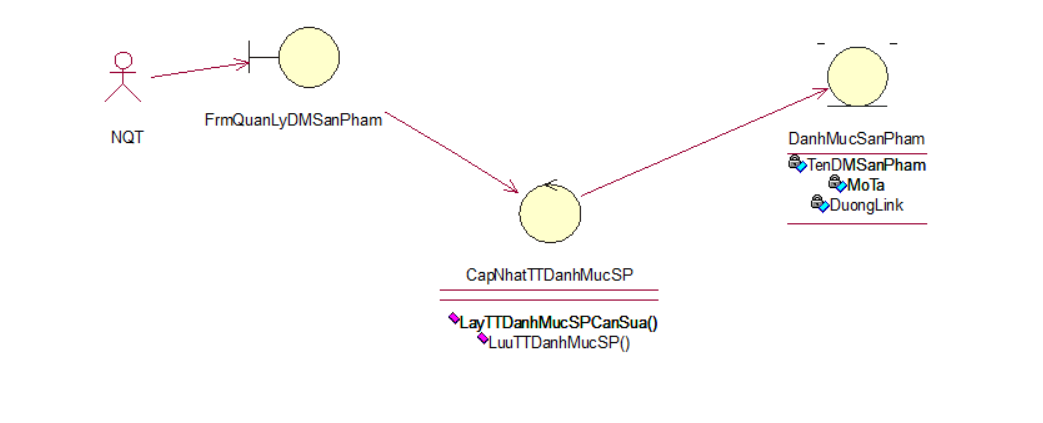 NQT
FrmQuanLyDMSanPham
CapNhatTTDanhMucSP
LayTTDanhMucSPCanSua()
LuuTTDanhMucSP()
DanhMucSanPham
TenDMSanPham
MoTa
DuongLink